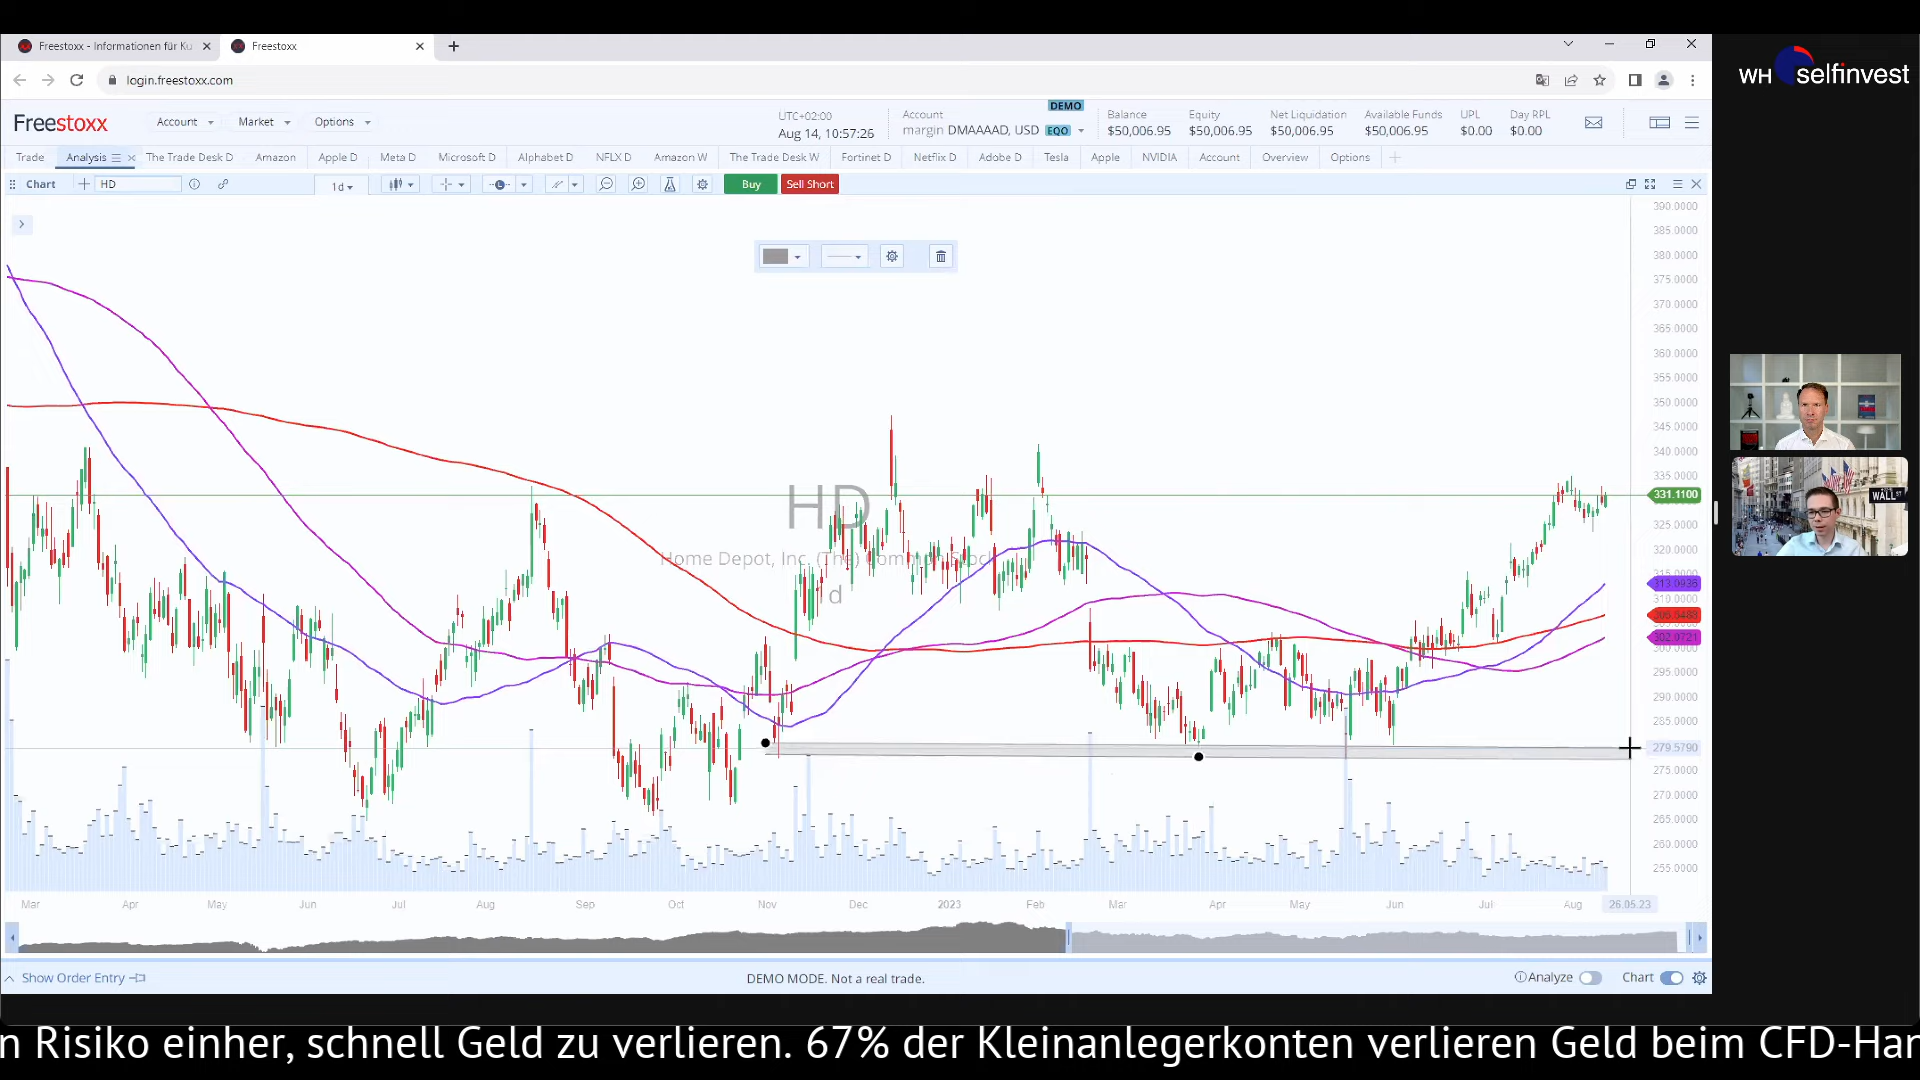 Freestoxx - Informationen für Ku
Freestoxx
login.freestoxx.com
WH selfinvest
Freestoxx
Account
Market
Options
UTC+02:00
Aug 14, 10:57:26
Account
DEMO
margin DMAAAAD, USD EQO
Balance
$50,006.95
Equity
$50,006.95
Net Liquidation
$50,006.95
Available Funds
$50,006.95
UPL
$0.00
Day RPL
$0.00
Trade
Analysis
The Trade Desk D
Amazon
Apple D
Meta D
Microsoft D
Alphabet D
NFLX D
Amazon W
The Trade Desk W
Fortinet D
Netflix D
Adobe D
Tesla
Apple
NVIDIA
Account
Overview
Options
Chart
HD
1d
L
Buy
Sell Short
390.0000
385.0000
380.0000
375.0000
370.0000
365.0000
360.0000
355.0000
350.0000
345.0000
340.0000
335.0000
331.1100
325.0000
320.0000
313.0936
310.0000
302.0721
295.0000
290.0000
285.0000
279.5790
275.0000
270.0000
265.0000
260.0000
255.0000
HD
Home Depot, Inc. (The) Common Stock
d
WALL ST
Mar
Apr
May
Jun
Jul
Aug
Sep
Oct
Nov
Dec
2023
Feb
Mar
Apr
May
Jun
Jul
Aug
26.05.23
Show Order Entry
DEMO MODE. Not a real trade.
Analyze
Chart
n Risiko einher, schnell Geld zu verlieren. 67% der Kleinanlegerkonten verlieren Geld beim CFD-Han